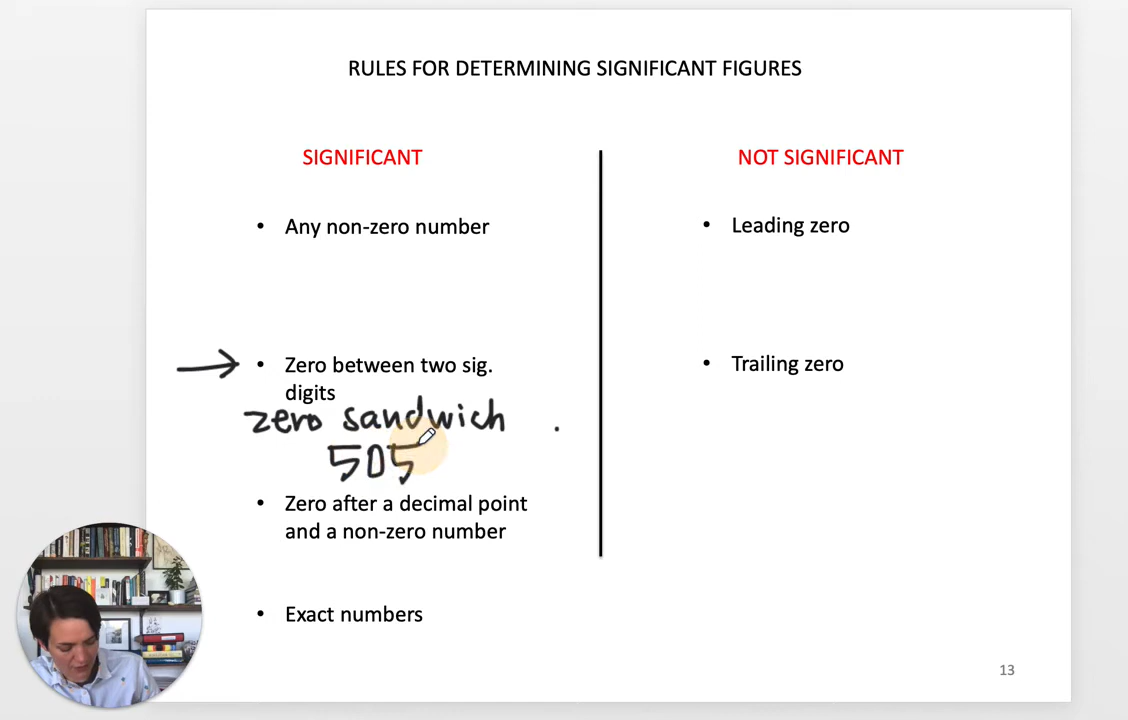 RULES FOR DETERMINING SIGNIFICANT FIGURES
SIGNIFICANT
• Any non-zero number
• Zero between two sig.
digits
zero sandwich
505
• Zero after a decimal point
and a non-zero number
• Exact numbers
NOT SIGNIFICANT
• Leading zero
• Trailing zero
13